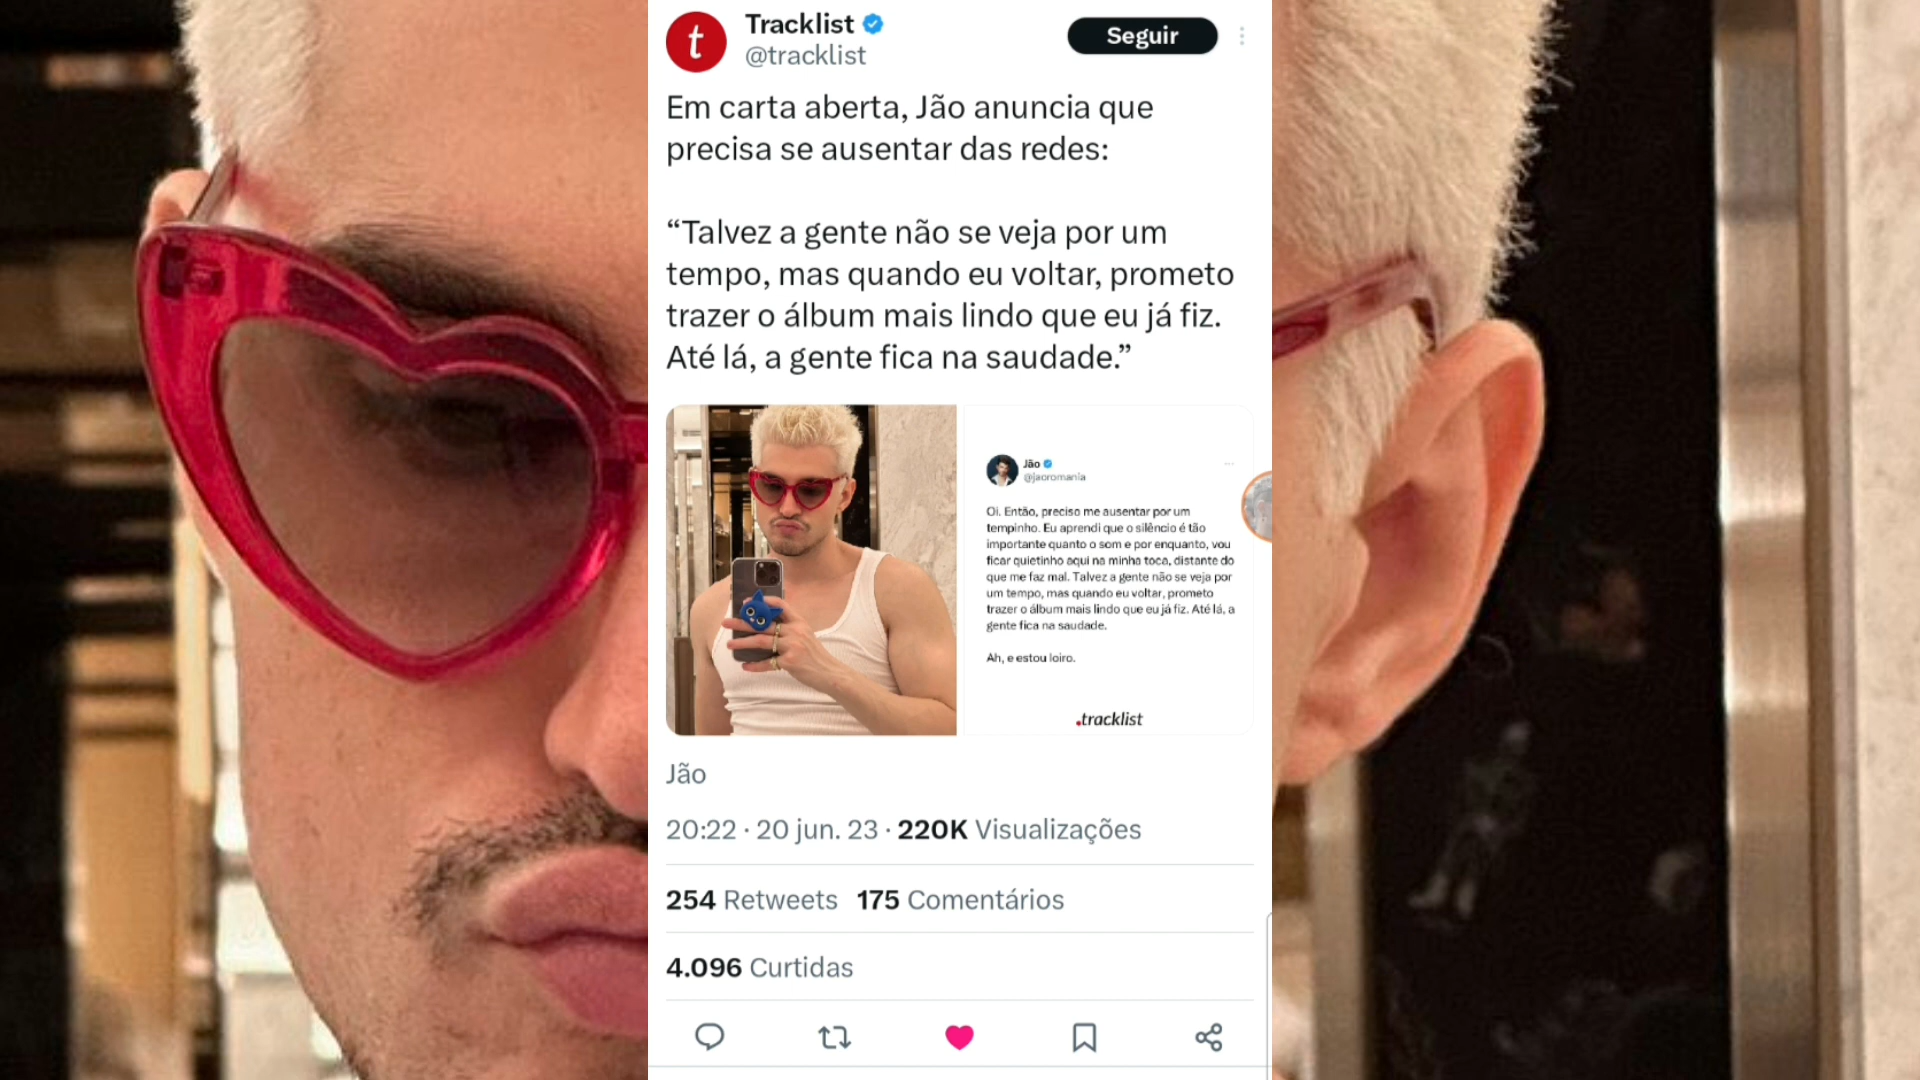 Tracklist
@tracklist
Seguir
Em carta aberta, Jão anuncia que
precisa se ausentar das redes:
“Talvez a gente não se veja por um
tempo, mas quando eu voltar, prometo
trazer o álbum mais lindo que eu já fiz.
Até lá, a gente fica na saudade.”
Jão
@jaoromania
Oi. Então, preciso me ausentar por um
tempinho. Eu aprendi que o silêncio é tão
importante quanto o som e por enquanto, vou
ficar quietinho aqui na minha toca, distante do
que me faz mal. Talvez a gente não se veja por
um tempo, mas quando eu voltar, prometo
trazer o álbum mais lindo que eu já fiz. Até lá, a
gente fica na saudade.
Ah, e estou loiro.
.tracklist
Jão
20:22 · 20 jun. 23 · 220K Visualizações
254 Retweets 175 Comentários
4.096 Curtidas